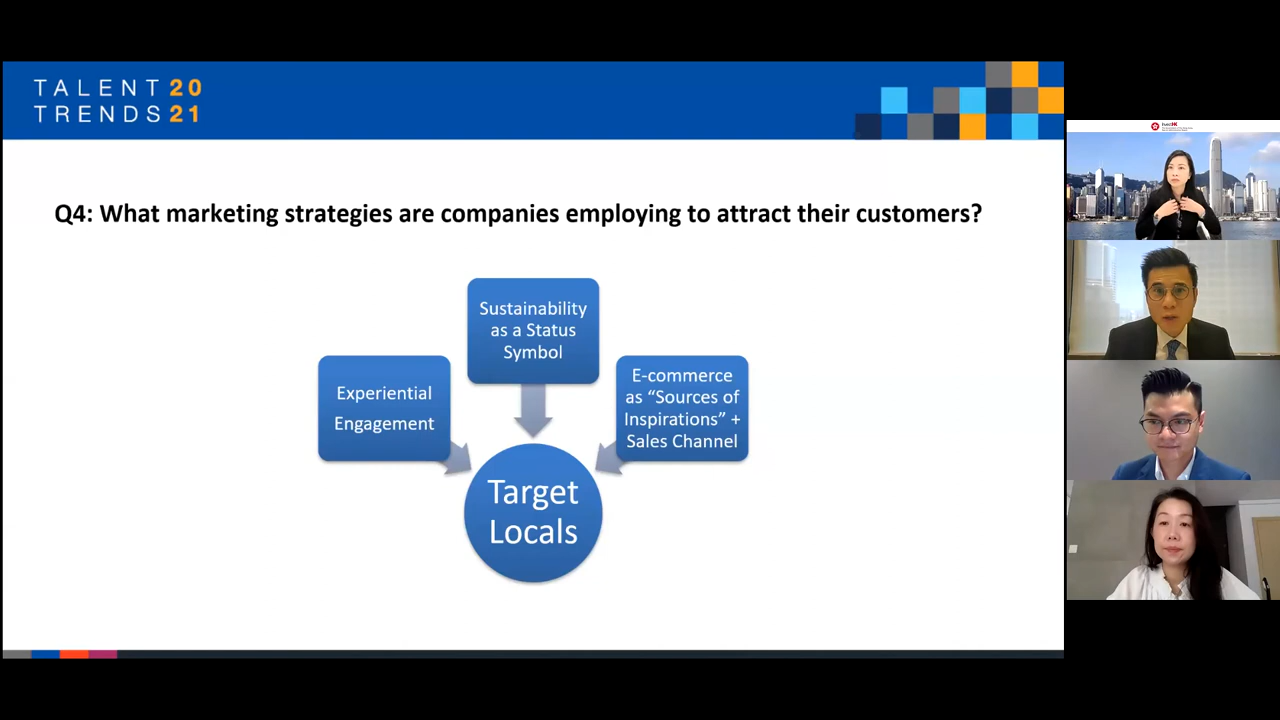 TALENT 20
TRENDS 21
Q4: What marketing strategies are companies employing to attract their customers?
Sustainability
as a Status
Symbol
Experiential
Engagement
E-commerce
as “Sources of
Inspirations” +
Sales Channel
Target
Locals
InvestHK